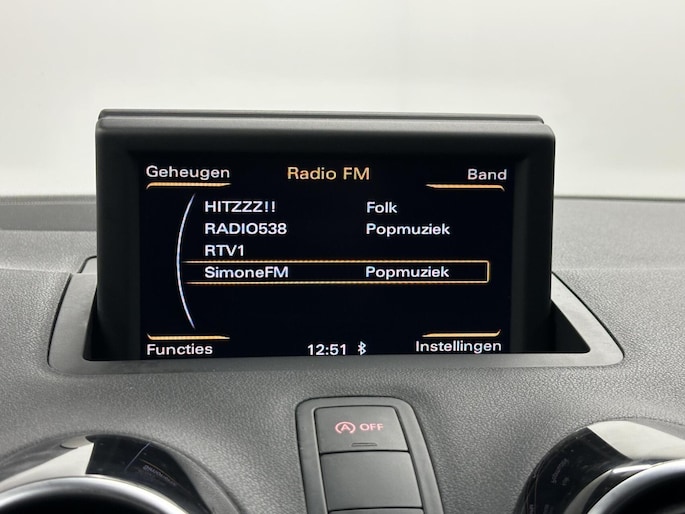 Geheugen Radio FM Band
HITZZZ!! Folk
RADIO538 Popmuziek
RTV1
SimoneFM Popmuziek
Functies 12:51 Instellingen
A OFF